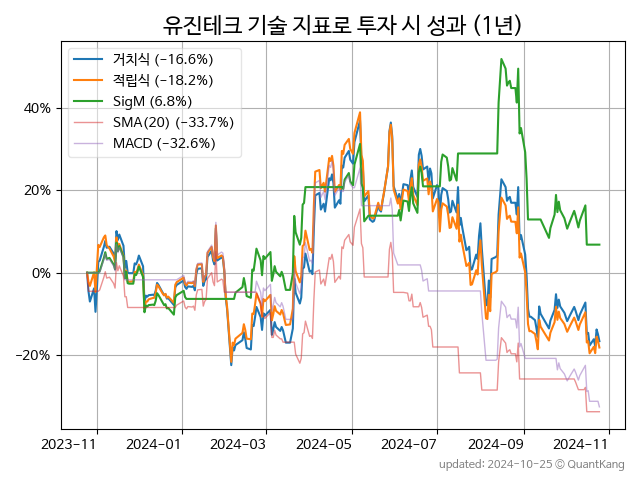 유진테크 기술 지표로 투자 시 성과 (1년)
거치식 (−16.6%)
적립식 (−18.2%)
SigM (6.8%)
SMA(20) (−33.7%)
MACD (−32.6%)
40%
20%
0%
−20%
2023−11 2024−01 2024−03 2024−05 2024−07 2024−09 2024−11
updated: 2024−10−25 ⓒ QuantKang